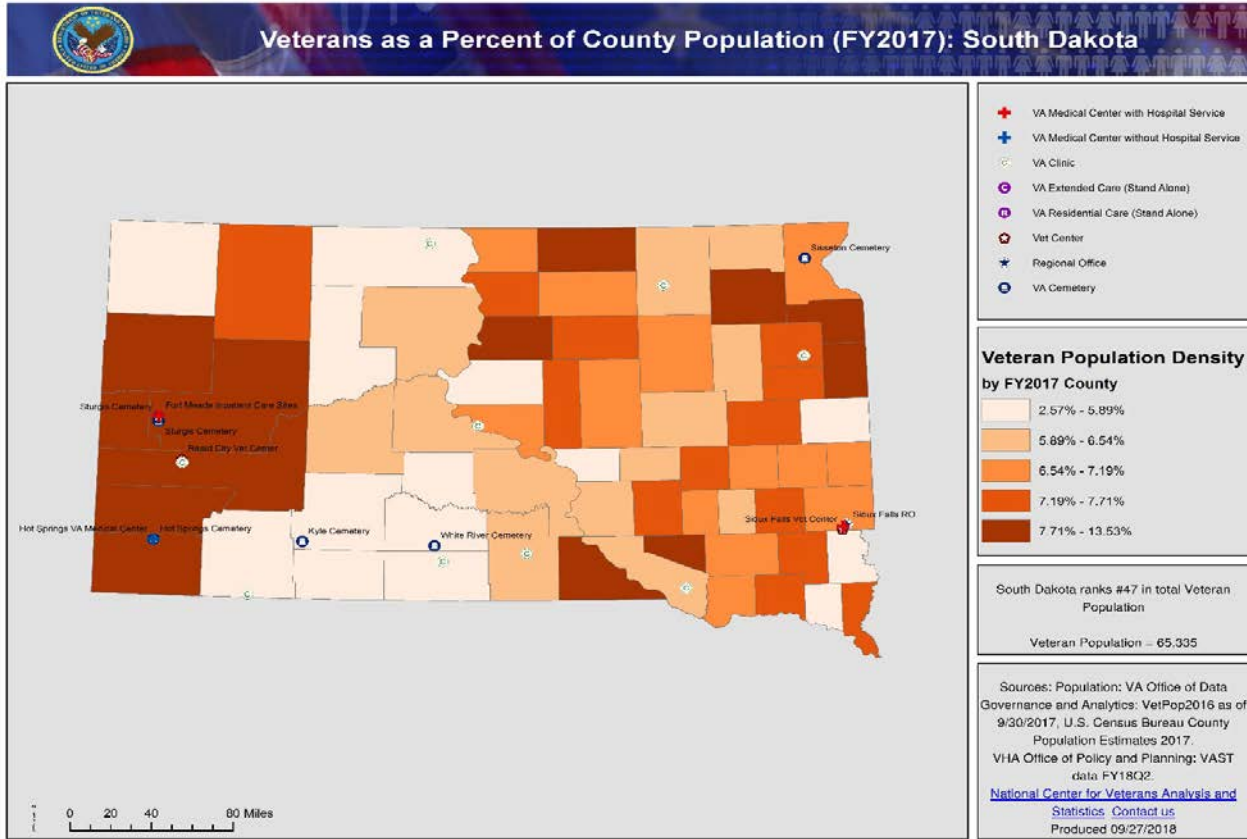 Veterans as a Percent of County Population (FY2017): South Dakota
VA Medical Center with Hospital Service
VA Medical Center without Hospital Service
VA Clinic
VA Extended Care (Stand Alone)
VA Residential Care (Stand Alone)
Vet Center
Regional Office
VA Cemetery
Veteran Population Density
by FY2017 County
2.57% - 5.89%
5.89% - 6.54%
6.54% - 7.19%
7.19% - 7.71%
7.71% - 13.53%
South Dakota ranks #47 in total Veteran
Population
Veteran Population = 65,335
Sources: Population: VA Office of Data
Governance and Analytics: VetPop2016 as of
9/30/2017, U.S. Census Bureau County
Population Estimates 2017.
VHA Office of Policy and Planning: VAST
data FY18Q2.
National Center for Veterans Analysis and
Statistics Contact us
Produced 09/27/2018
Sisseton Cemetery
Sturgis Cemetery
Fort Meade Inpatient Care Sites
Sturgis Cemetery
Rapid City Vet Center
Hot Springs VA Medical Center
Hot Springs Cemetery
Kyle Cemetery
White River Cemetery
Sioux Falls Vet Center
Sioux Falls RO
0 20 40 80 Miles